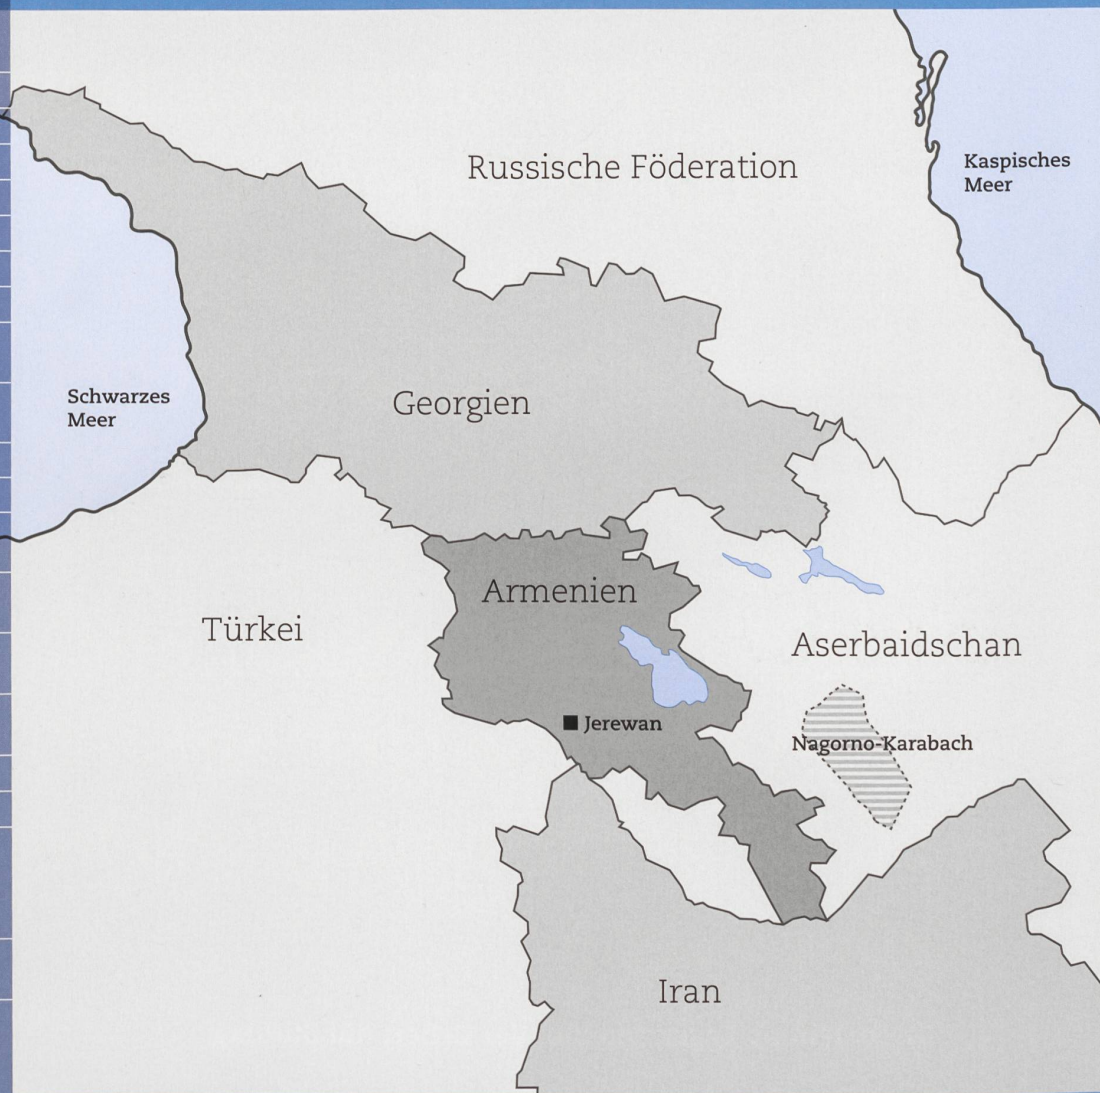 Russische Föderation
Kaspisches
Meer
Schwarzes
Meer
Georgien
Armenien
Türkei
Aserbaidschan
Jerewan
Nagorno-Karabach
Iran